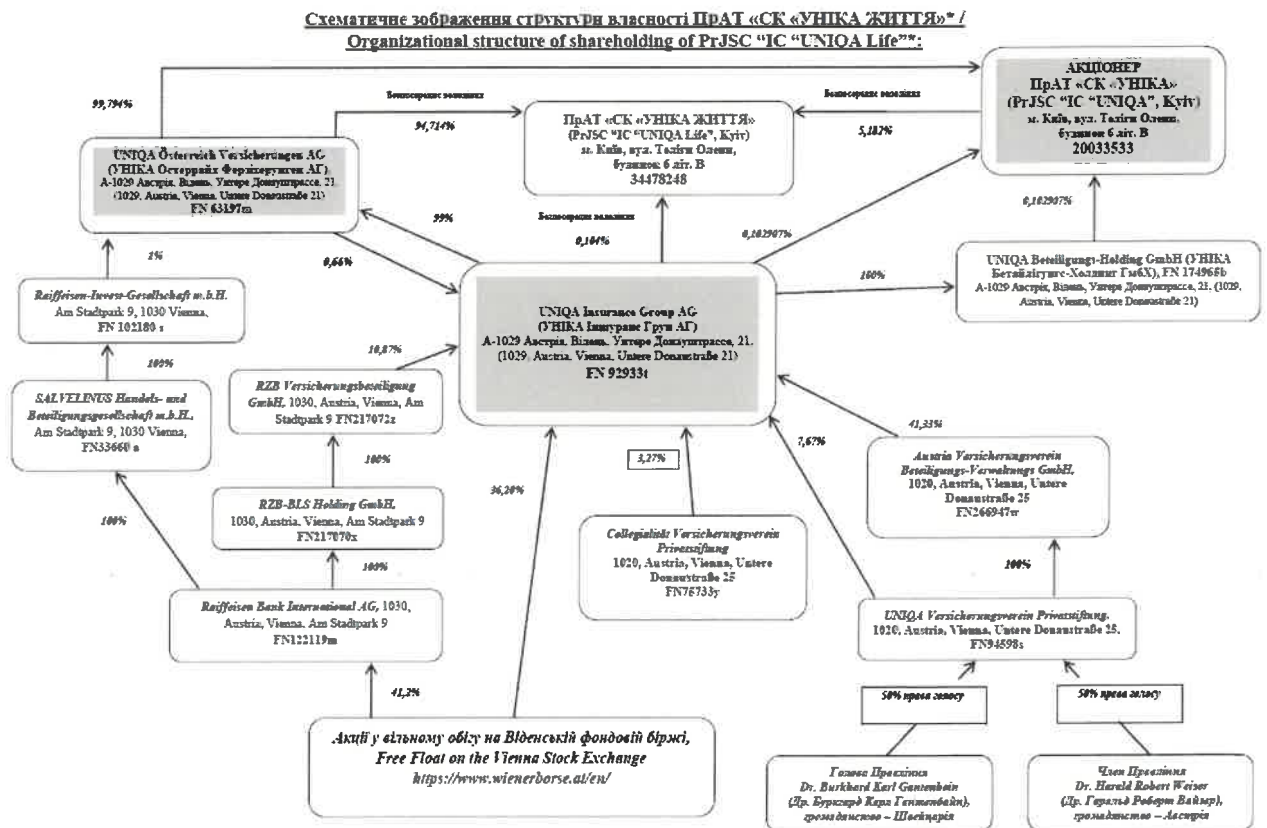 Схематичне зображення структури власності ПрАТ «СК «УНІКА ЖИТТЯ»* /
Organizational structure of shareholding of PrJSC “IC “UNIQA Life”*:
99,794%
Безпосереднє володіння
94,714%
Безпосереднє володіння
5,182%
АКЦІОНЕР
ПрАТ «СК «УНІКА»
(PrJSC “IC “UNIQA”, Kyiv)
м. Київ, вул. Теліги Олени,
будинок 6 літ. В
20033533
ПрАТ «СК «УНІКА ЖИТТЯ»
(PrJSC “IC “UNIQA Life”, Kyiv)
м. Київ, вул. Теліги Олени,
будинок 6 літ. В
34478248
UNIQA Österreich Versicherungen AG
(УНІКА Остеррайх Ферзіхерунген АГ)
А-1029 Австрія, Відень, Унтере Донауштрассе, 21.
(1029, Austria, Vienna, Untere Donaustraße 21)
FN 63197m
99%
0,66%
Безпосереднє володіння
0,104%
0,102907%
0,102907%
1%
100%
UNIQA Beteiligungs-Holding GmbH (УНІКА
Бетайлігунгс-Холдинг ГмбХ), FN 174965b
А-1029 Австрія, Відень, Унтере Донауштрассе, 21. (1029,
Austria, Vienna, Untere Donaustraße 21)
Raiffeisen-Invest-Gesellschaft m.b.H.
Am Stadtpark 9, 1030 Vienna,
FN 102180 s
UNIQA Insurance Group AG
(УНІКА Іншуранс Груп АГ)
А-1029 Австрія, Відень, Унтере Донауштрассе, 21.
(1029, Austria, Vienna, Untere Donaustraße 21)
FN 92933t
100%
10,87%
SALVELINUS Handels- und
Beteiligungsgesellschaft m.b.H.,
Am Stadtpark 9, 1030 Vienna,
FN33660 a
RZB Versicherungsbeteiligung
GmbH, 1030, Austria, Vienna, Am
Stadtpark 9 FN217072z
41,33%
7,67%
3,27%
36,20%
100%
Austria Versicherungsverein
Beteiligungs-Verwaltungs GmbH,
1020, Austria, Vienna, Untere
Donaustraße 25
100%
RZB-BLS Holding GmbH,
1030, Austria, Vienna, Am Stadtpark 9
FN217070x
Collegialität Versicherungsverein
Privatstiftung
1020, Austria, Vienna, Untere
Donaustraße 25
FN76733y
100%
100%
Raiffeisen Bank International AG, 1030,
Austria, Vienna, Am Stadtpark 9
FN122119m
UNIQA Versicherungsverein Privatstiftung,
1020, Austria, Vienna, Untere Donaustraße 25,
FN94598s
41,2%
50% права голосу
50% права голосу
Акції у вільному обігу на Віденській фондовій біржі,
Free Float on the Vienna Stock Exchange
https://www.wienerborse.at/en/
Голова Правління
Dr. Burkhard Karl Gantenbein
(Др. Буркгард Карл Гантенбайн),
громадянство – Швейцарія
Член Правління
Dr. Harald Robert Weiser
(Др. Гаральд Роберт Вайзер),
громадянство – Австрія